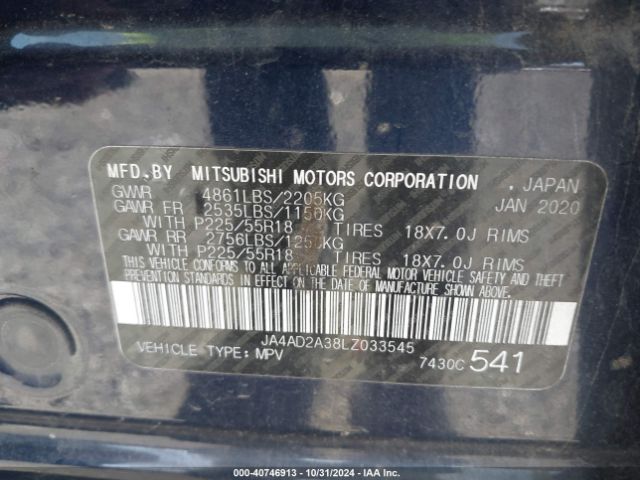 MFD.BY MITSUBISHI MOTORS CORPORATION , JAPAN
GVWR 4861LBS/2205KG JAN 2020
GAWR FR 2535LBS/1150KG
WITH P225/55R18 TIRES 18X7.0J RIMS
GAWR RR 2756LBS/1250KG
WITH P225/55R18 TIRES 18X7.0J RIMS
THIS VEHICLE CONFORMS TO ALL APPLICABLE FEDERAL MOTOR VEHICLE SAFETY AND THEFT
PREVENTION STANDARDS IN EFFECT ON THE DATE OF MANUFACTURE SHOWN ABOVE.
JA4AD2A38LZ033545
VEHICLE TYPE: MPV 7430C 541
000-40746913 - 10/31/2024 - IAA Inc.